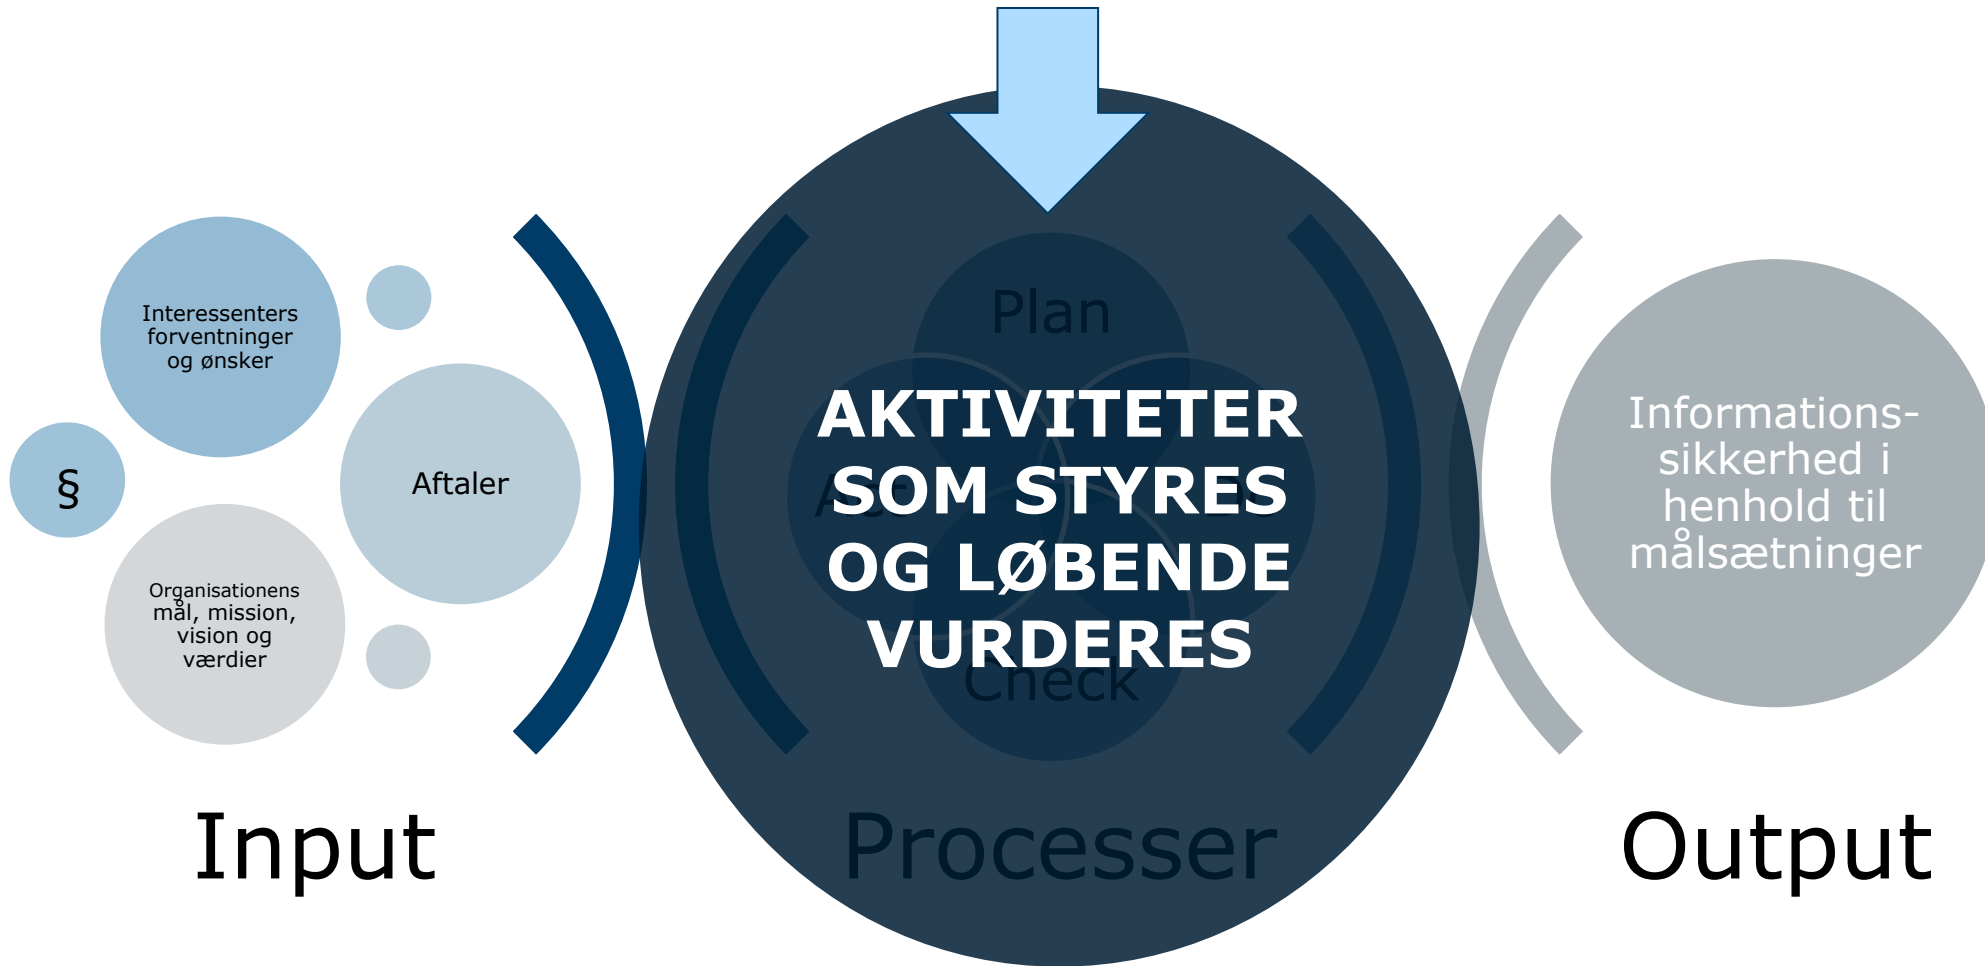 Interessenters
forventninger
og ønsker
§
Aftaler
Organisationens
mål, mission,
vision og
værdier
Input
Plan
Act
Check
AKTIVITETER
SOM STYRES
OG LØBENDE
VURDERES
Processer
Informations-
sikkerhed i
henhold til
målsætninger
Output